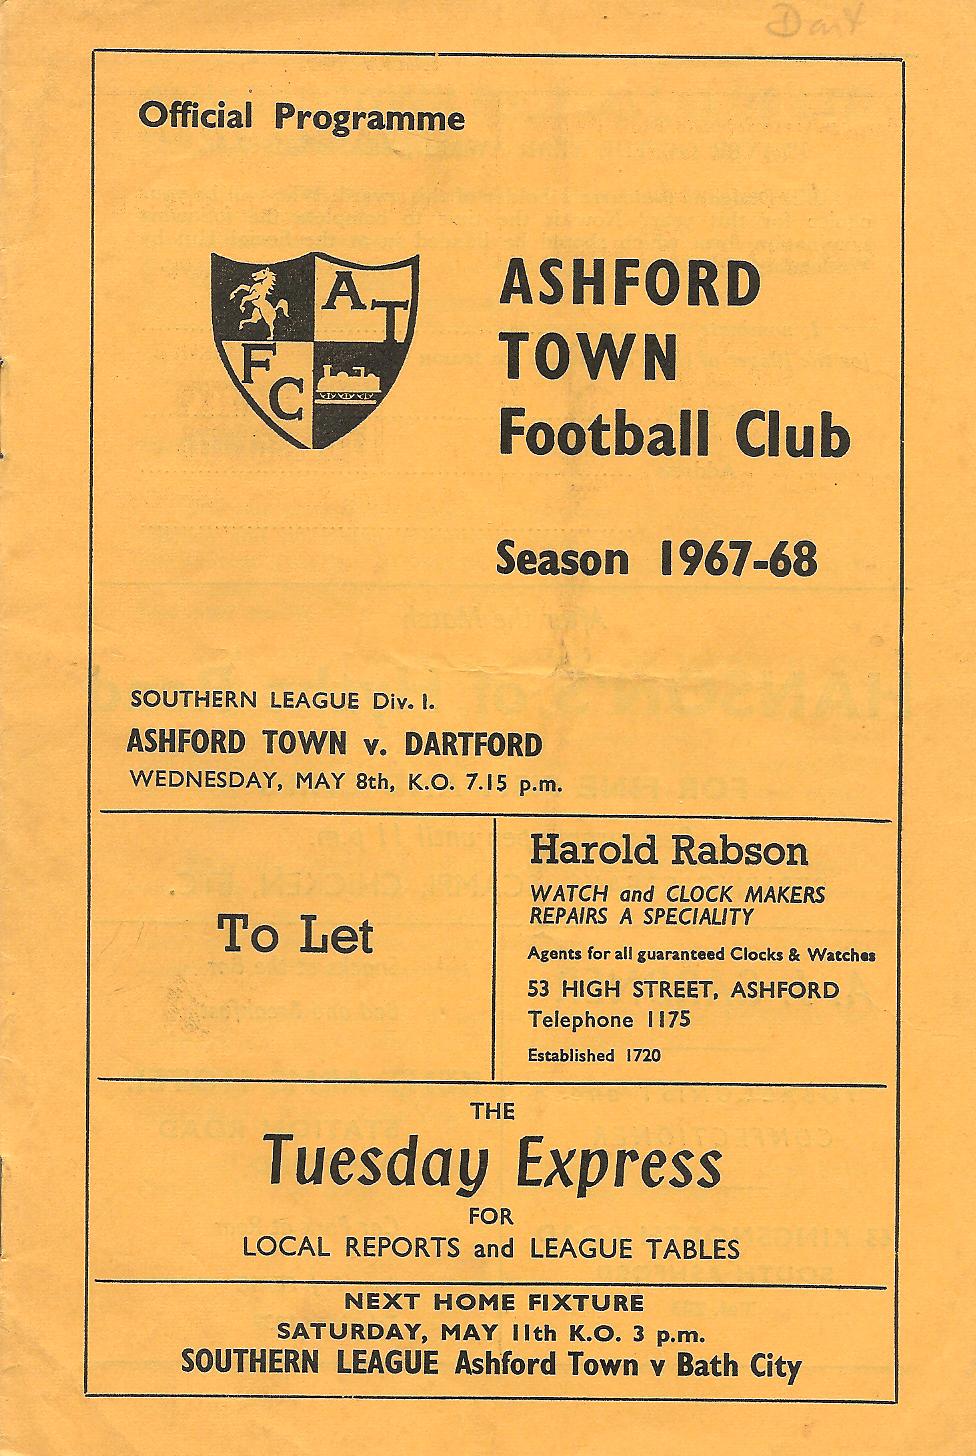 Dart
Official Programme
A T
F C
ASHFORD
TOWN
Football Club
Season 1967-68
SOUTHERN LEAGUE Div. I.
ASHFORD TOWN v. DARTFORD
WEDNESDAY, MAY 8th, K.O. 7.15 p.m.
To Let
Harold Rabson
WATCH and CLOCK MAKERS
REPAIRS A SPECIALITY
Agents for all guaranteed Clocks & Watches
53 HIGH STREET, ASHFORD
Telephone 1175
Established 1720
THE
Tuesday Express
FOR
LOCAL REPORTS and LEAGUE TABLES
NEXT HOME FIXTURE
SATURDAY, MAY 11th K.O. 3 p.m.
SOUTHERN LEAGUE Ashford Town v Bath City